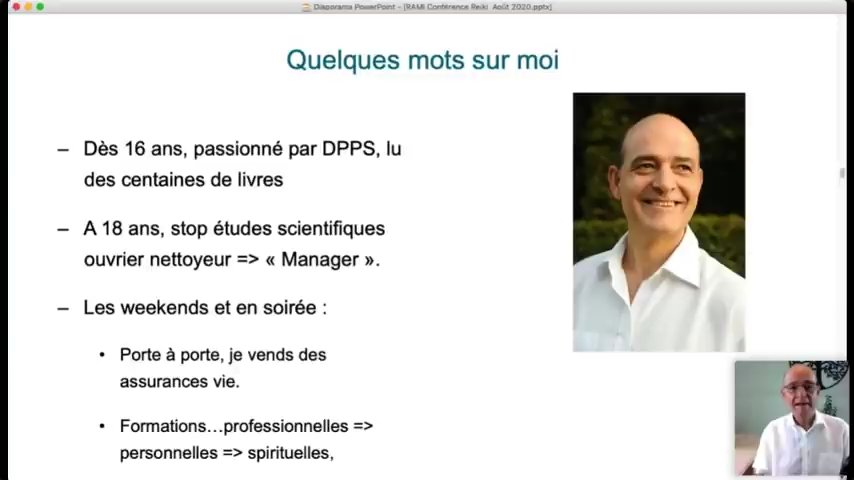 Diaporama PowerPoint - [RAMI Conférence Reiki Août 2020.pptx]
Quelques mots sur moi
– Dès 16 ans, passionné par DPPS, lu
des centaines de livres
– A 18 ans, stop études scientifiques
ouvrier nettoyeur => « Manager ».
– Les weekends et en soirée :
• Porte à porte, je vends des
assurances vie.
• Formations…professionnelles =>
personnelles => spirituelles,